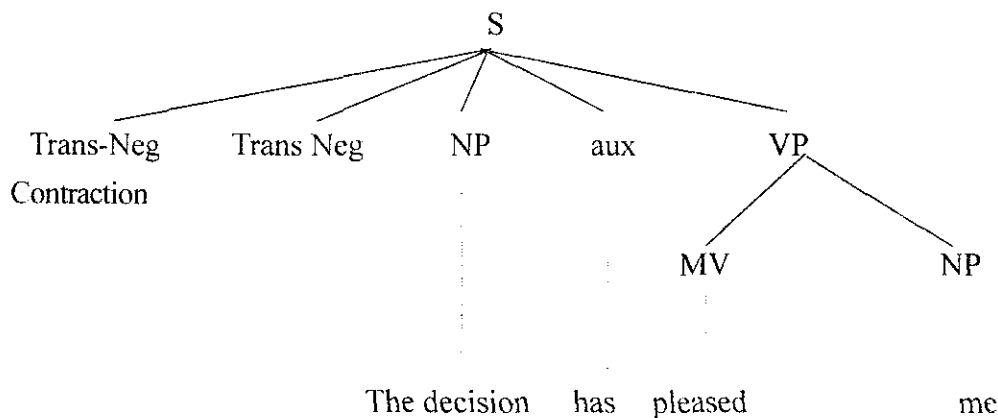 S
Trans-Neg Trans Neg NP aux VP
Contraction
MV NP
The decision has pleased me